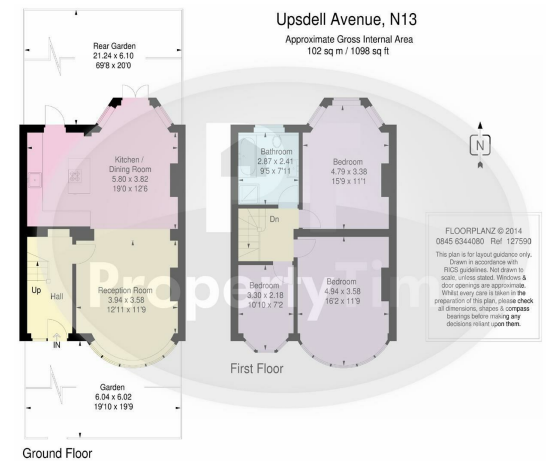 Upsdell Avenue, N13
Approximate Gross Internal Area
102 sq m / 1098 sq ft
Rear Garden
21.24 x 6.10
69'8 x 20'0
Kitchen /
Dining Room
5.80 x 3.82
19'0 x 12'6
Up
Hall
IN
Reception Room
3.94 x 3.58
12'11 x 11'9
Garden
6.04 x 6.02
19'10 x 19'9
Ground Floor
Bathroom
2.87 x 2.41
9'5 x 7'11
Bedroom
4.79 x 3.38
15'9 x 11'1
Dn
Bedroom
3.30 x 2.18
10'10 x 7'2
Bedroom
4.94 x 3.58
16'2 x 11'9
First Floor
N
FLOORPLANZ © 2014
0845 6344080 Ref 127590
This plan is for layout guidance only.
Drawn in accordance with
RICS guidelines. Not drawn to
scale, unless stated. Windows &
door openings are approximate.
Whilst every care is taken in the
preparation of this plan, please check
all dimensions, shapes & compass
bearings before making any
decisions reliant upon them.